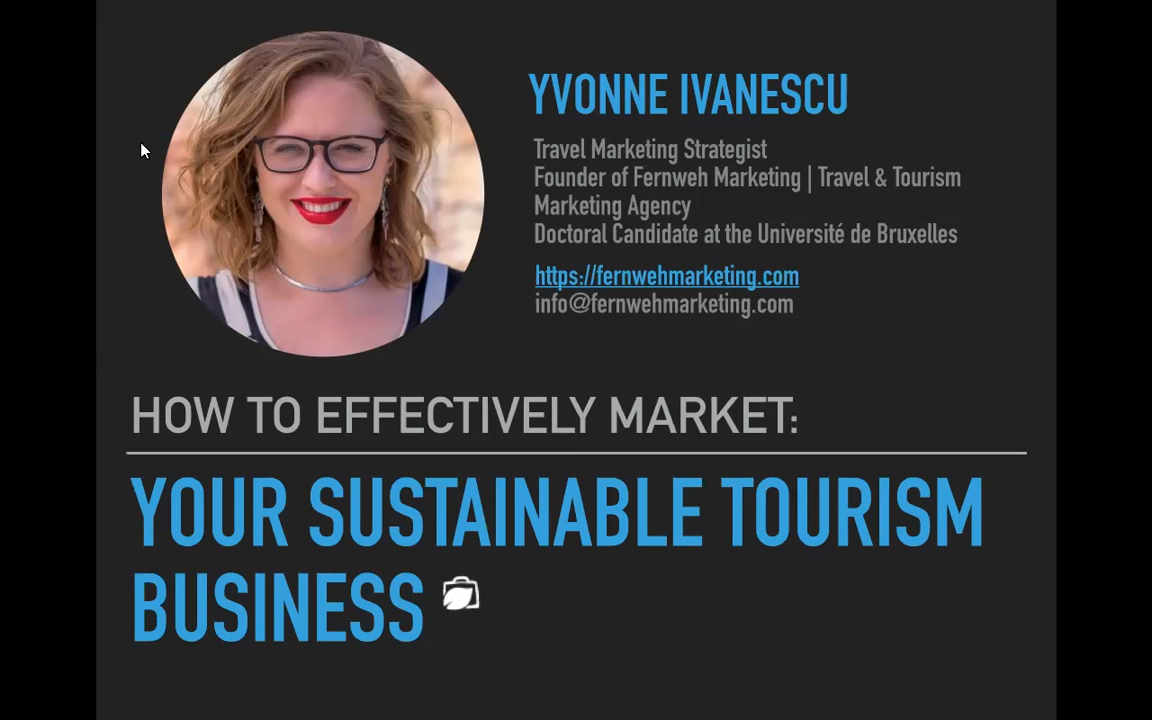 YVONNE IVANESCU
Travel Marketing Strategist
Founder of Fernweh Marketing | Travel & Tourism
Marketing Agency
Doctoral Candidate at the Université de Bruxelles
https://fernwehmarketing.com
info@fernwehmarketing.com
HOW TO EFFECTIVELY MARKET:
YOUR SUSTAINABLE TOURISM
BUSINESS